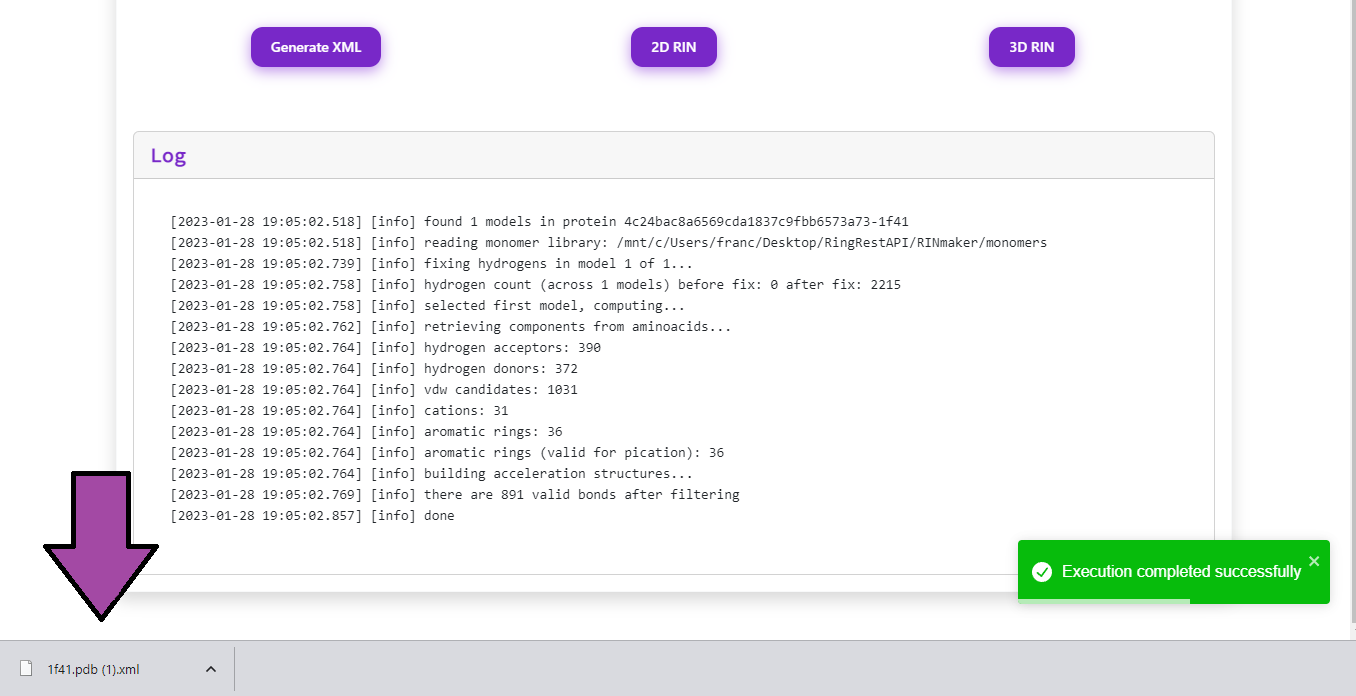 Generate XML
2D RIN
3D RIN
Log
[2023-01-28 19:05:02.518] [info] found 1 models in protein 4c24bac8a6569cda1837c9fbb6573a73-1f41
[2023-01-28 19:05:02.518] [info] reading monomer library: /mnt/c/Users/franc/Desktop/RingRestAPI/RINmaker/monomers
[2023-01-28 19:05:02.739] [info] fixing hydrogens in model 1 of 1...
[2023-01-28 19:05:02.758] [info] hydrogen count (across 1 models) before fix: 0 after fix: 2215
[2023-01-28 19:05:02.758] [info] selected first model, computing...
[2023-01-28 19:05:02.762] [info] retrieving components from aminoacids...
[2023-01-28 19:05:02.764] [info] hydrogen acceptors: 390
[2023-01-28 19:05:02.764] [info] hydrogen donors: 372
[2023-01-28 19:05:02.764] [info] vdw candidates: 1031
[2023-01-28 19:05:02.764] [info] cations: 31
[2023-01-28 19:05:02.764] [info] aromatic rings: 36
[2023-01-28 19:05:02.764] [info] aromatic rings (valid for pication): 36
[2023-01-28 19:05:02.764] [info] building acceleration structures...
[2023-01-28 19:05:02.769] [info] there are 891 valid bonds after filtering
[2023-01-28 19:05:02.857] [info] done
Execution completed successfully
1f41.pdb (1).xml